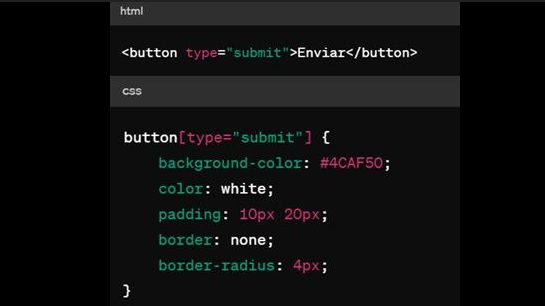 html
<button type="submit">Enviar</button>
css
button[type="submit"] {
    background-color: #4CAF50;
    color: white;
    padding: 10px 20px;
    border: none;
    border-radius: 4px;
}